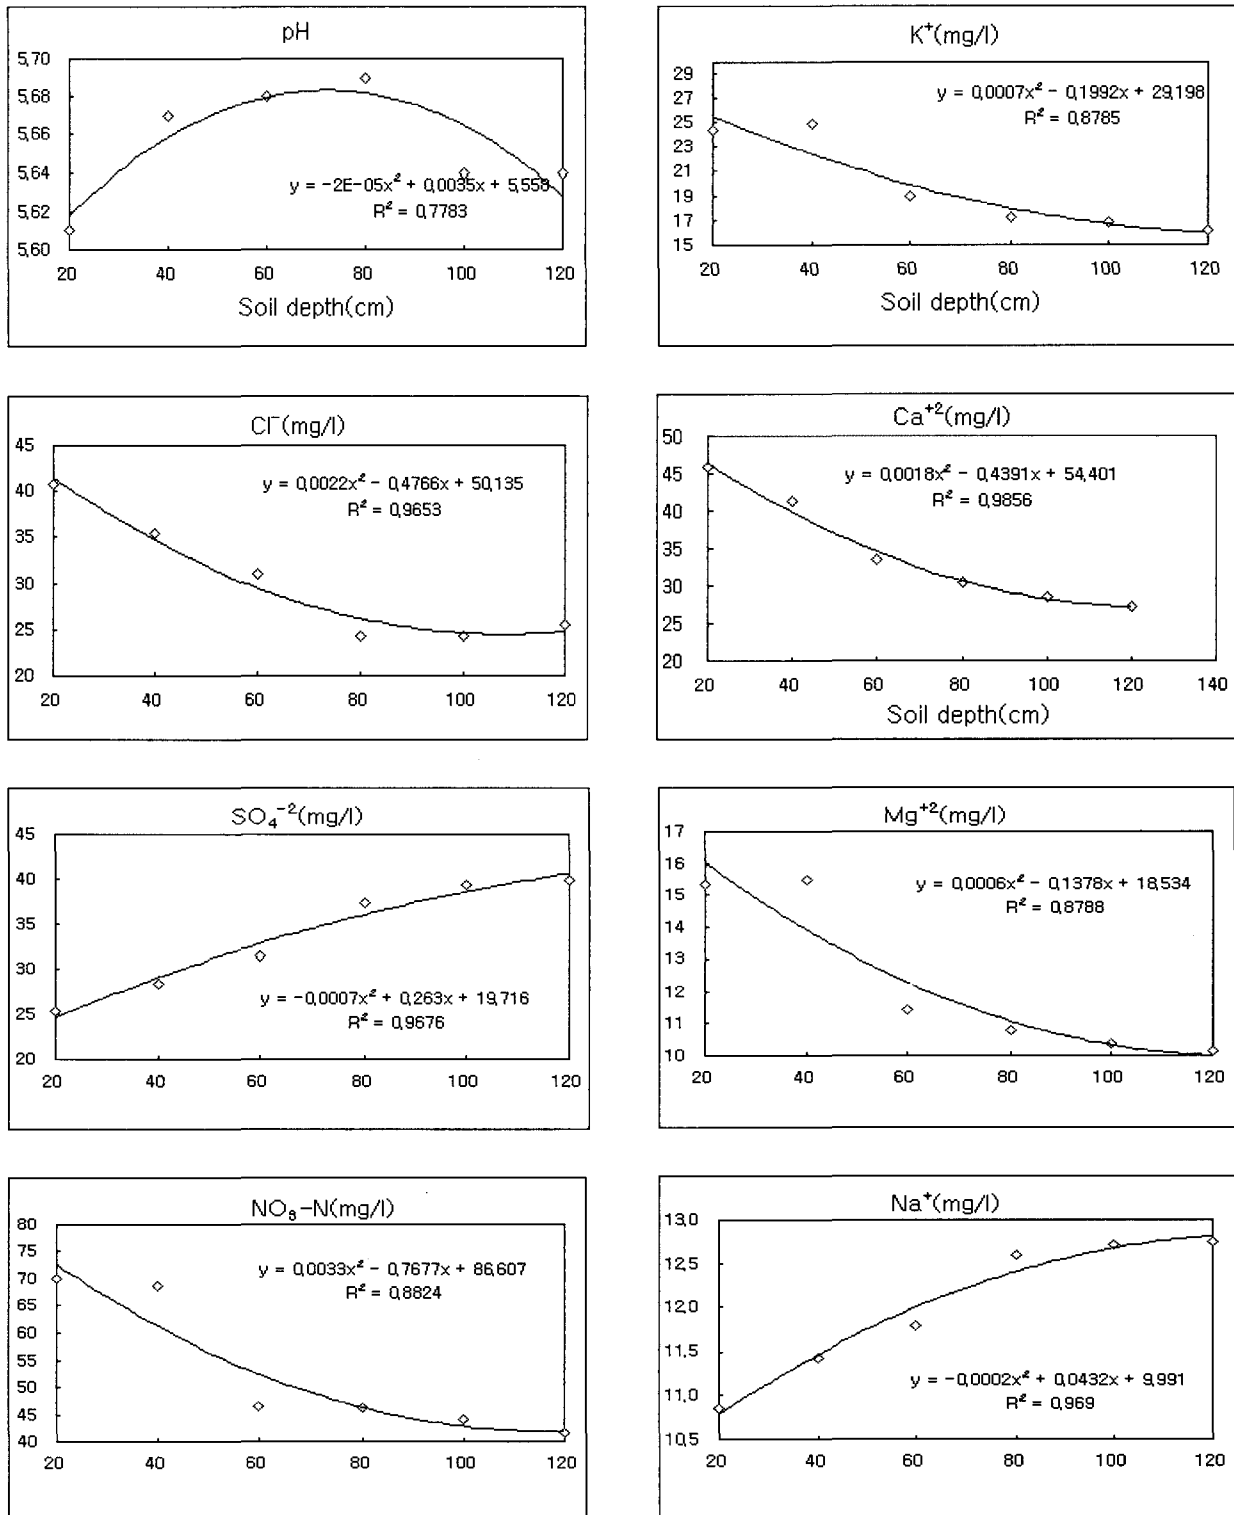 pH
5,70
5,68
5,66
5,64
5,62
5,60
y = -2E-05x² + 0,0035x + 5,558
R² = 0,7783
20 40 60 80 100 120
Soil depth(cm)
K⁺(mg/l)
29
27
25
23
21
19
17
15
y = 0,0007x² - 0,1992x + 29,198
R² = 0,8785
20 40 60 80 100 120
Soil depth(cm)
Cl⁻(mg/l)
45
40
35
30
25
20
y = 0,0022x² - 0,4766x + 50,135
R² = 0,9653
20 40 60 80 100 120
Ca⁺²(mg/l)
50
45
40
35
30
25
20
y = 0,0018x² - 0,4391x + 54,401
R² = 0,9856
20 40 60 80 100 120 140
Soil depth(cm)
SO₄⁻²(mg/l)
45
40
35
30
25
20
y = -0,0007x² + 0,263x + 19,716
R² = 0,9676
20 40 60 80 100 120
Mg⁺²(mg/l)
17
16
15
14
13
12
11
10
y = 0,0006x² - 0,1378x + 18,534
R² = 0,8788
20 40 60 80 100 120
NO₃-N(mg/l)
80
75
70
65
60
55
50
45
40
y = 0,0033x² - 0,7677x + 86,607
R² = 0,8824
20 40 60 80 100 120
Na⁺(mg/l)
13,0
12,5
12,0
11,5
11,0
10,5
y = -0,0002x² + 0,0432x + 9,991
R² = 0,969
20 40 60 80 100 120